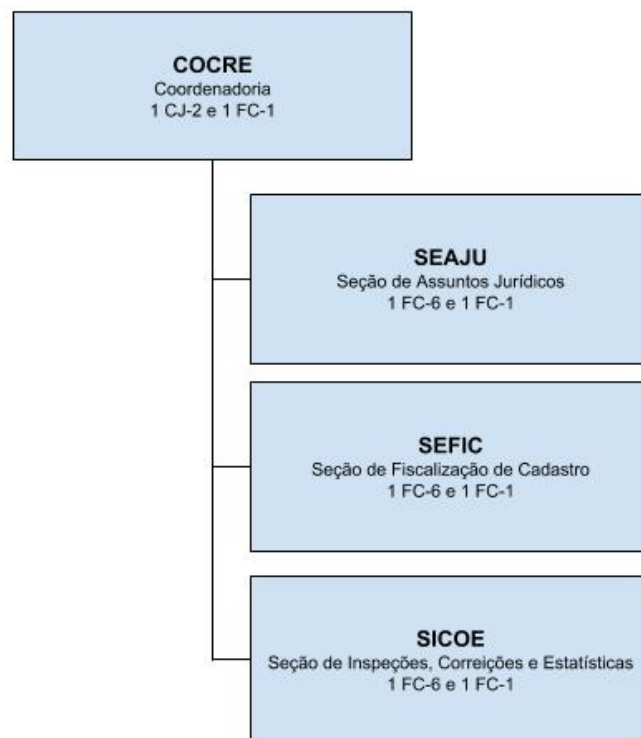 COCRE
Coordenadoria
1 CJ-2 e 1 FC-1
SEAJU
Seção de Assuntos Jurídicos
1 FC-6 e 1 FC-1
SEFIC
Seção de Fiscalização de Cadastro
1 FC-6 e 1 FC-1
SICOE
Seção de Inspeções, Correições e Estatísticas
1 FC-6 e 1 FC-1